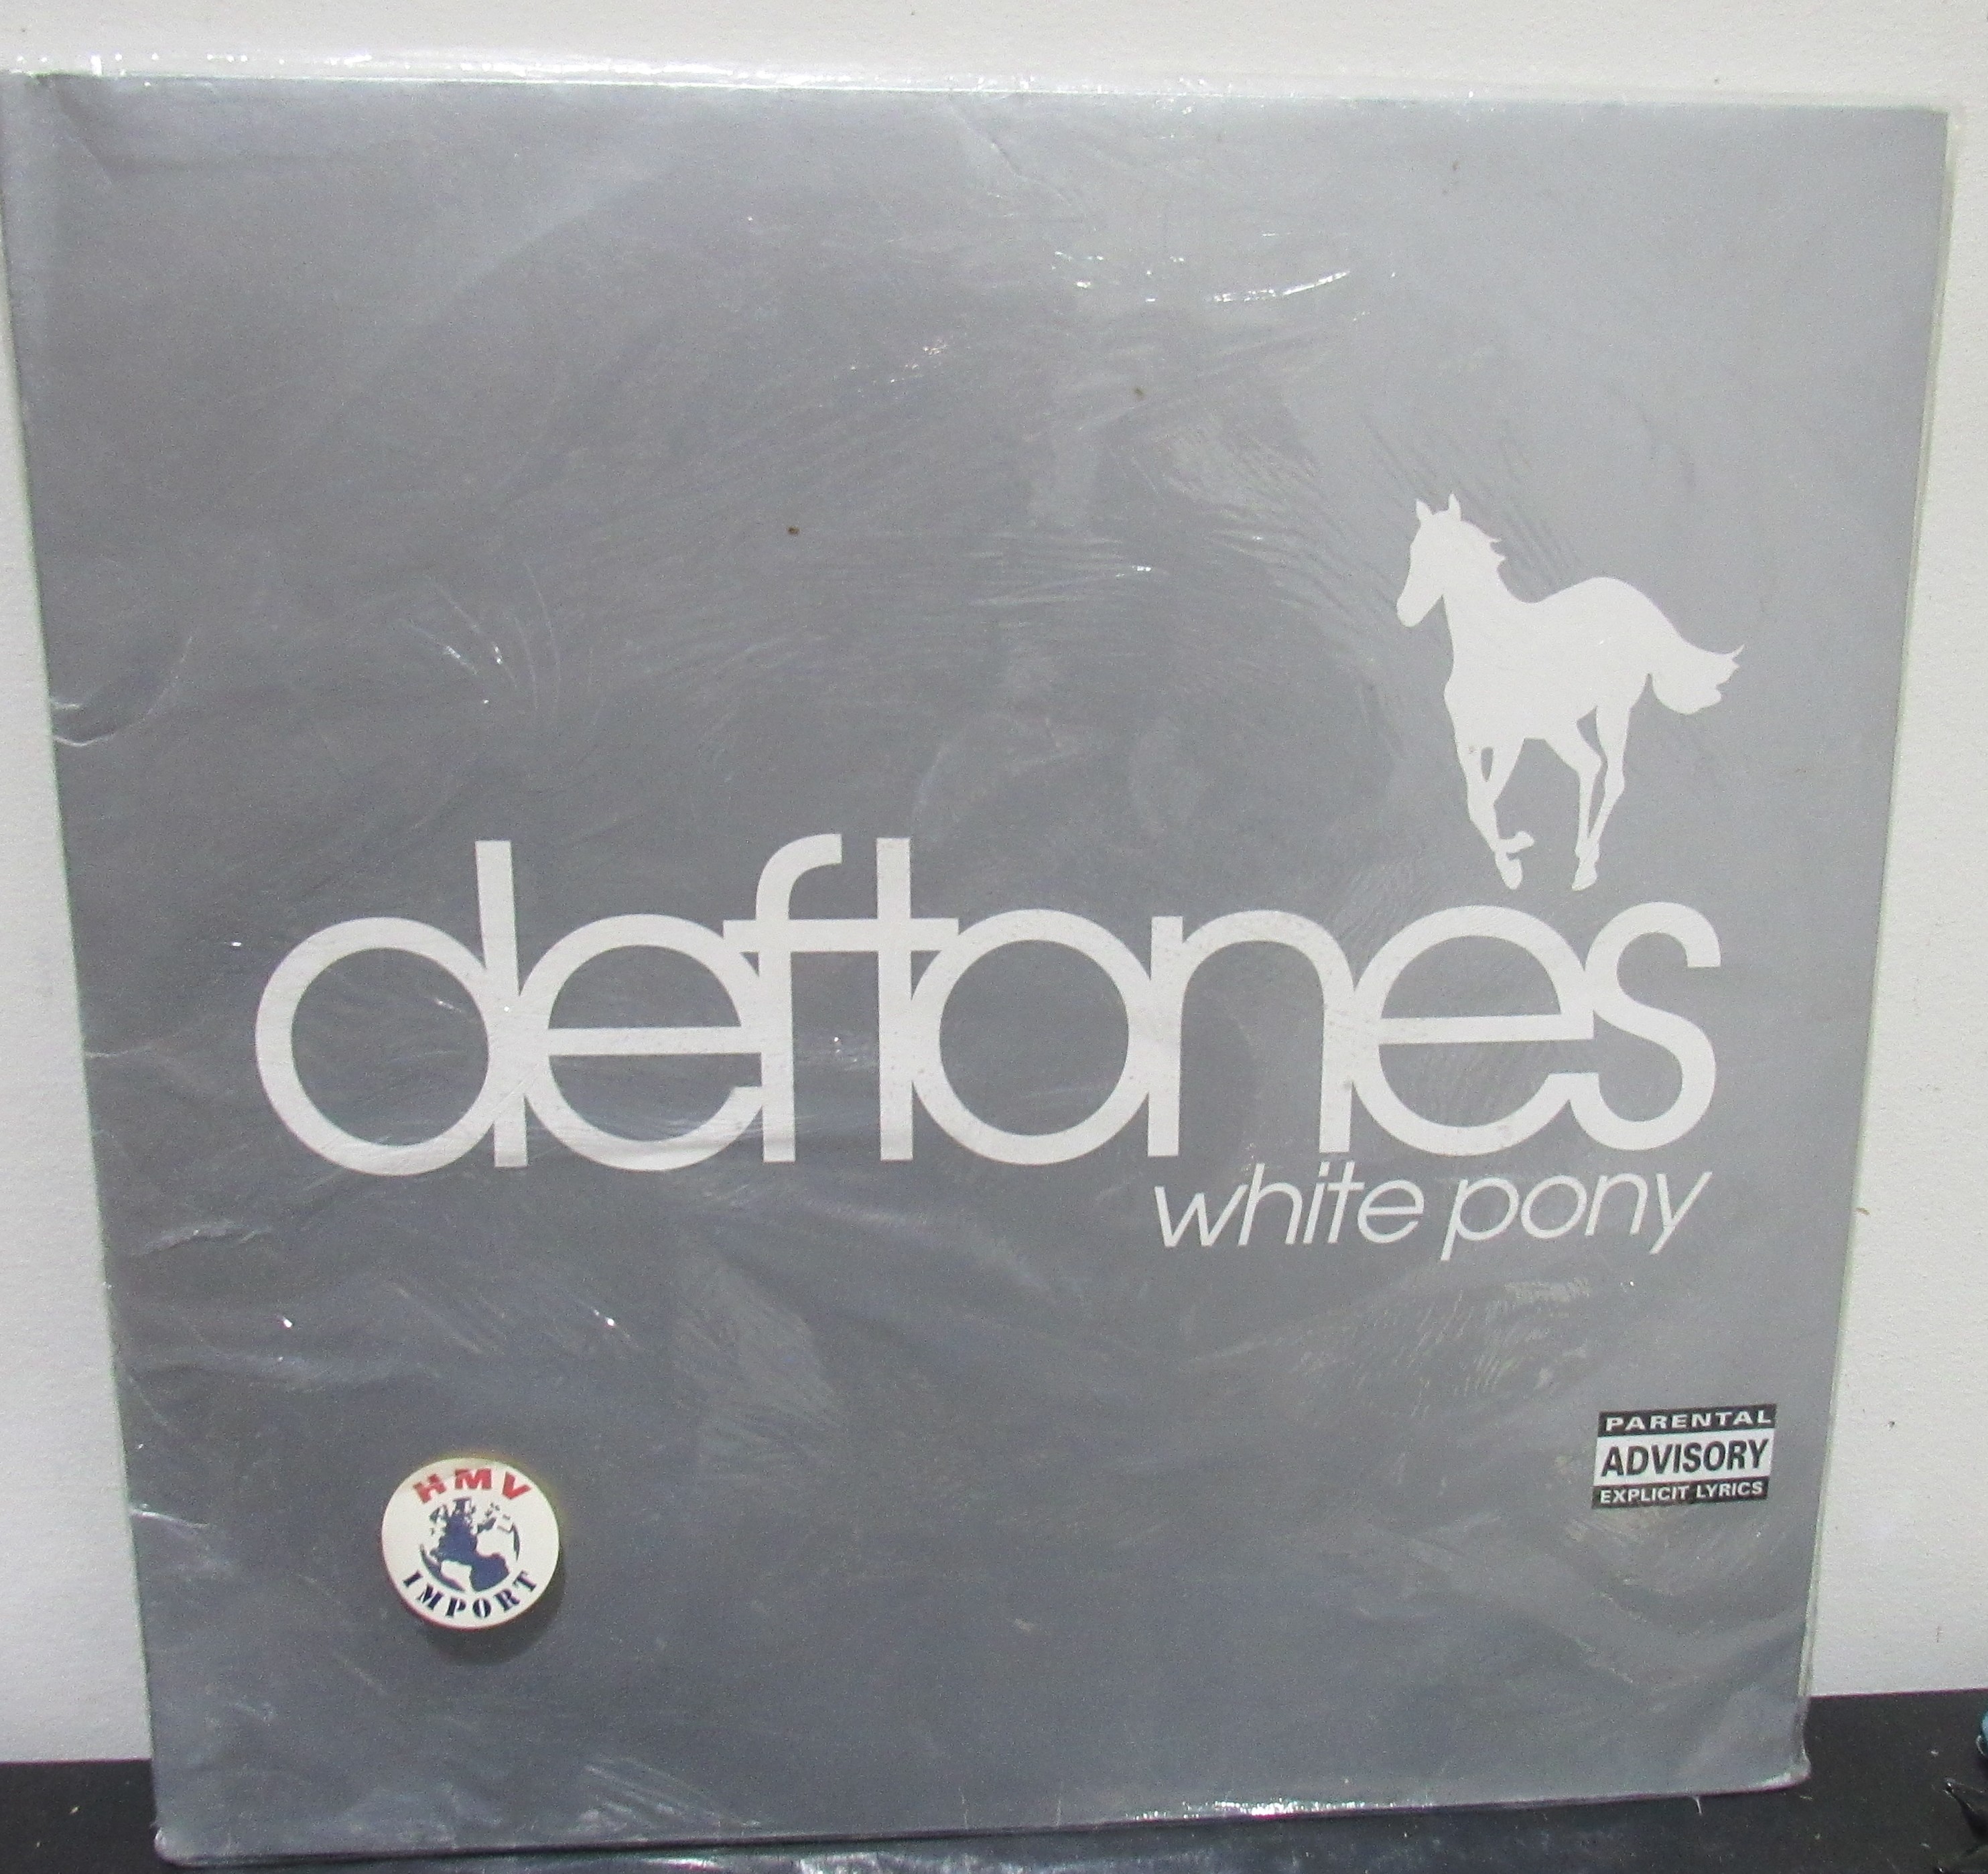 deftones
white pony
PARENTAL
ADVISORY
EXPLICIT LYRICS
HMV
IMPORT